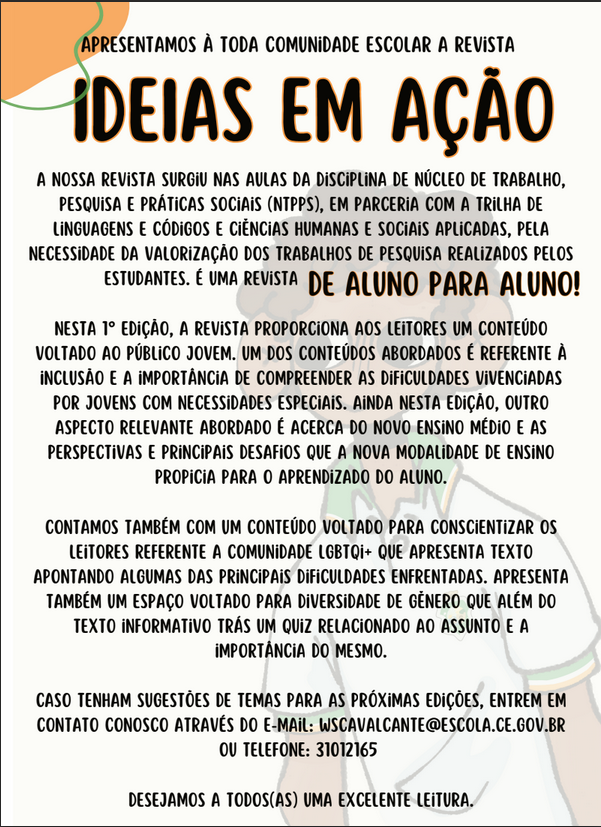 APRESENTAMOS À TODA COMUNIDADE ESCOLAR A REVISTA
IDEIAS EM AÇÃO
A NOSSA REVISTA SURGIU NAS AULAS DA DISCIPLINA DE NÚCLEO DE TRABALHO,
PESQUISA E PRÁTICAS SOCIAIS (NTPPS), EM PARCERIA COM A TRILHA DE
LINGUAGENS E CÓDIGOS E CIÊNCIAS HUMANAS E SOCIAIS APLICADAS, PELA
NECESSIDADE DA VALORIZAÇÃO DOS TRABALHOS DE PESQUISA REALIZADOS PELOS
ESTUDANTES. É UMA REVISTA DE ALUNO PARA ALUNO!
NESTA 1° EDIÇÃO, A REVISTA PROPORCIONA AOS LEITORES UM CONTEÚDO
VOLTADO AO PÚBLICO JOVEM. UM DOS CONTEÚDOS ABORDADOS É REFERENTE À
INCLUSÃO E A IMPORTÂNCIA DE COMPREENDER AS DIFICULDADES VIVENCIADAS
POR JOVENS COM NECESSIDADES ESPECIAIS. AINDA NESTA EDIÇÃO, OUTRO
ASPECTO RELEVANTE ABORDADO É ACERCA DO NOVO ENSINO MÉDIO E AS
PERSPECTIVAS E PRINCIPAIS DESAFIOS QUE A NOVA MODALIDADE DE ENSINO
PROPICIA PARA O APRENDIZADO DO ALUNO.
CONTAMOS TAMBÉM COM UM CONTEÚDO VOLTADO PARA CONSCIENTIZAR OS
LEITORES REFERENTE A COMUNIDADE LGBTQI+ QUE APRESENTA TEXTO
APONTANDO ALGUMAS DAS PRINCIPAIS DIFICULDADES ENFRENTADAS. APRESENTA
TAMBÉM UM ESPAÇO VOLTADO PARA DIVERSIDADE DE GÊNERO QUE ALÉM DO
TEXTO INFORMATIVO TRÁS UM QUIZ RELACIONADO AO ASSUNTO E A
IMPORTÂNCIA DO MESMO.
CASO TENHAM SUGESTÕES DE TEMAS PARA AS PRÓXIMAS EDIÇÕES, ENTREM EM
CONTATO CONOSCO ATRAVÉS DO E-MAIL: WSCAVALCANTE@ESCOLA.CE.GOV.BR
OU TELEFONE: 31012165
DESEJAMOS A TODOS(AS) UMA EXCELENTE LEITURA.